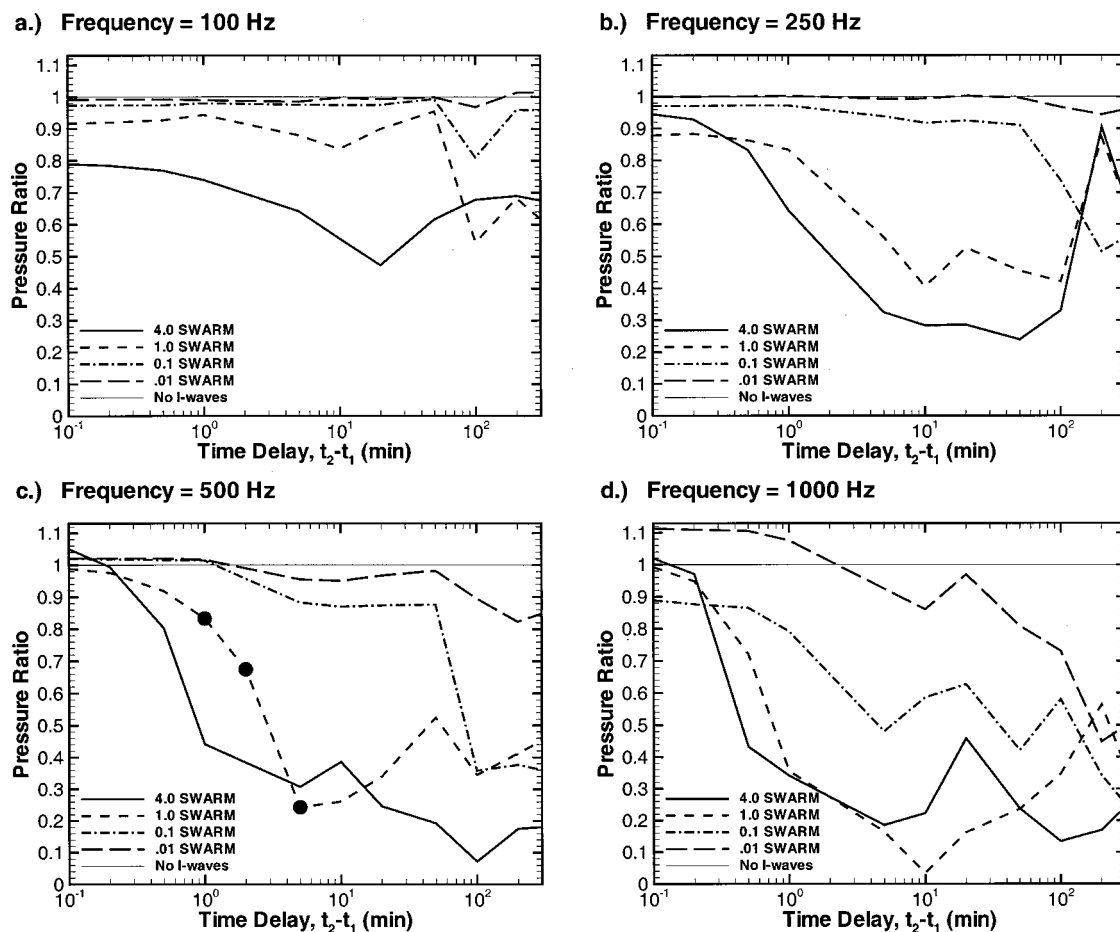 a.) Frequency = 100 Hz
1.1
1
0.9
0.8
0.7
0.6
0.5
0.4
0.3
0.2
0.1
0
Pressure Ratio
4.0 SWARM
1.0 SWARM
0.1 SWARM
.01 SWARM
No I-waves
10⁻¹ 10⁰ 10¹ 10²
Time Delay, t₂-t₁ (min)
b.) Frequency = 250 Hz
1.1
1
0.9
0.8
0.7
0.6
0.5
0.4
0.3
0.2
0.1
0
Pressure Ratio
4.0 SWARM
1.0 SWARM
0.1 SWARM
.01 SWARM
No I-waves
10⁻¹ 10⁰ 10¹ 10²
Time Delay, t₂-t₁ (min)
c.) Frequency = 500 Hz
1.1
1
0.9
0.8
0.7
0.6
0.5
0.4
0.3
0.2
0.1
0
Pressure Ratio
4.0 SWARM
1.0 SWARM
0.1 SWARM
.01 SWARM
No I-waves
10⁻¹ 10⁰ 10¹ 10²
Time Delay, t₂-t₁ (min)
d.) Frequency = 1000 Hz
1.1
1
0.9
0.8
0.7
0.6
0.5
0.4
0.3
0.2
0.1
0
Pressure Ratio
4.0 SWARM
1.0 SWARM
0.1 SWARM
.01 SWARM
No I-waves
10⁻¹ 10⁰ 10¹ 10²
Time Delay, t₂-t₁ (min)